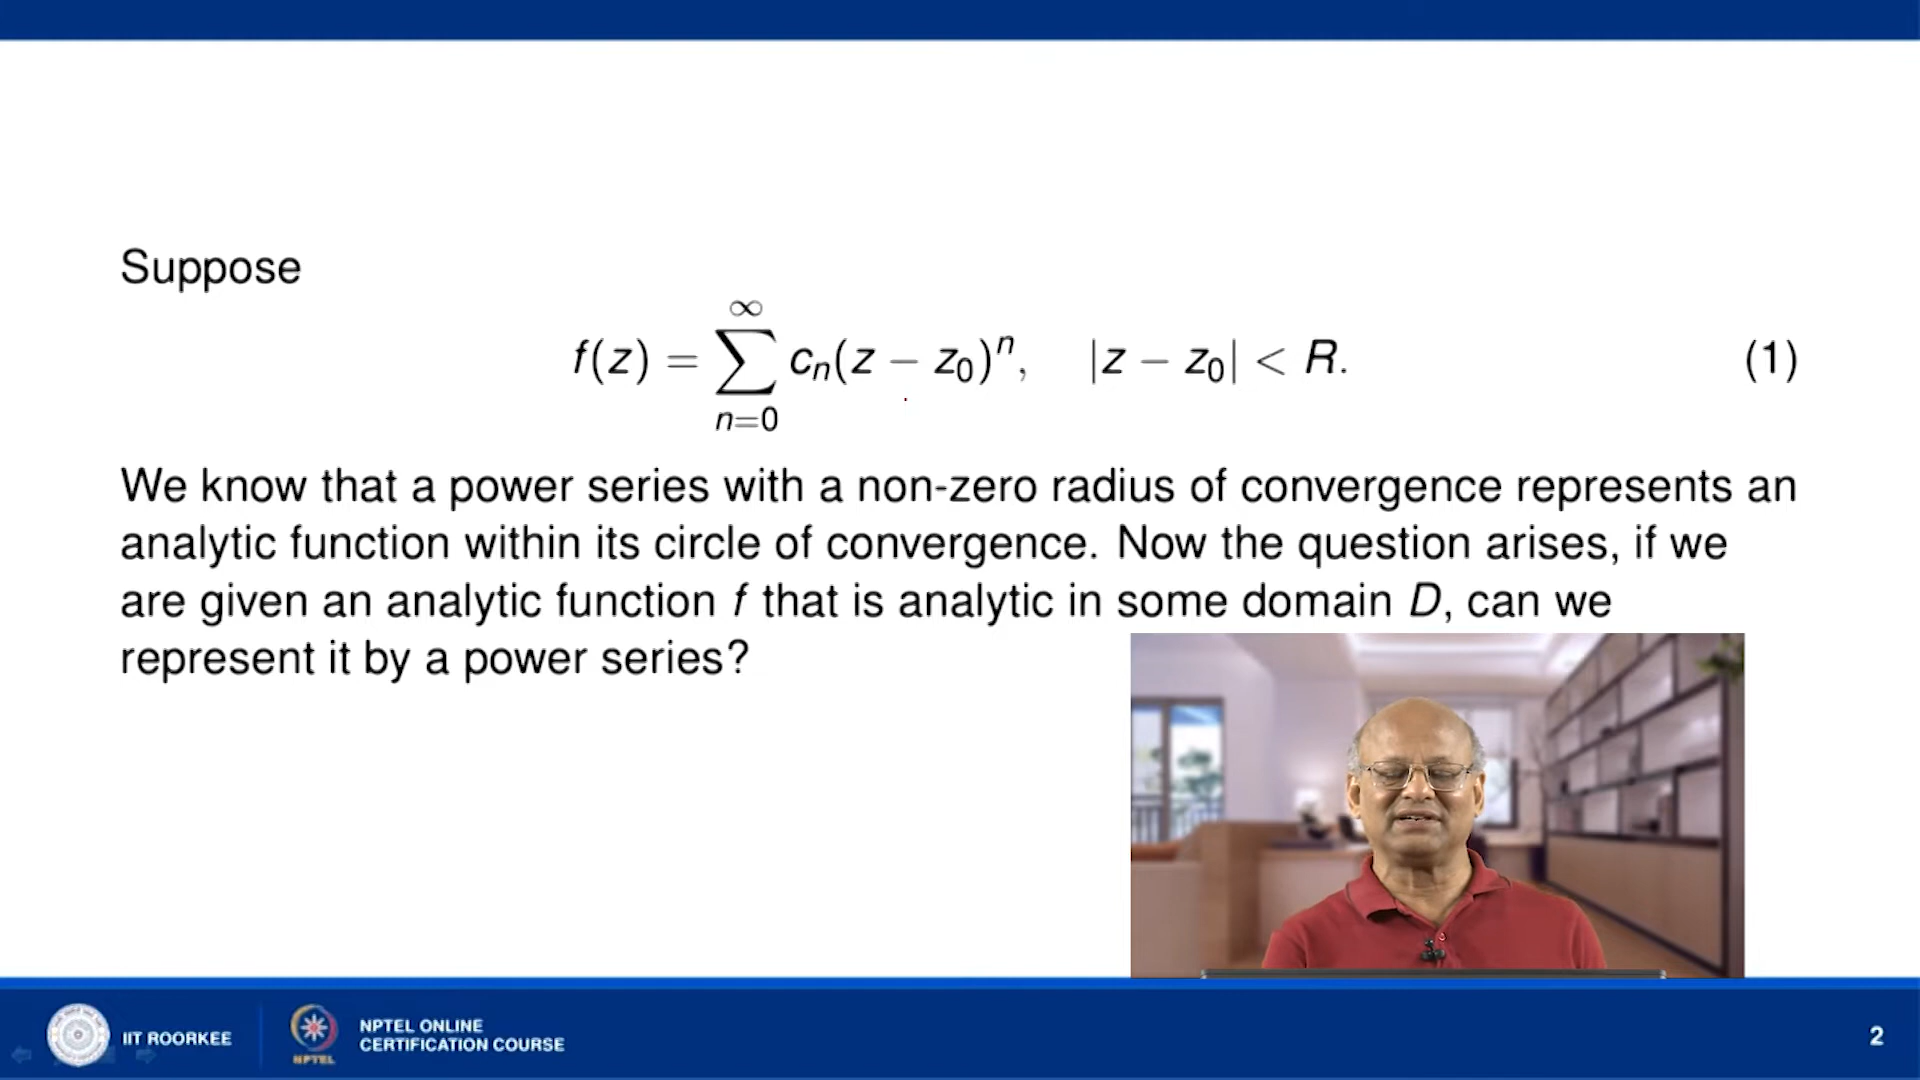 Suppose
f(z) = ∑_{n=0}^{∞} c_n(z − z_0)^n, |z − z_0| < R. (1)
We know that a power series with a non-zero radius of convergence represents an
analytic function within its circle of convergence. Now the question arises, if we
are given an analytic function f that is analytic in some domain D, can we
represent it by a power series?
IIT ROORKEE
NPTEL
NPTEL ONLINE
CERTIFICATION COURSE
2